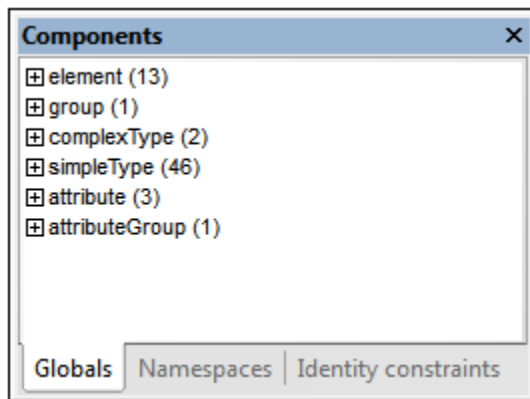 Components
element (13)
group (1)
complexType (2)
simpleType (46)
attribute (3)
attributeGroup (1)
Globals Namespaces Identity constraints